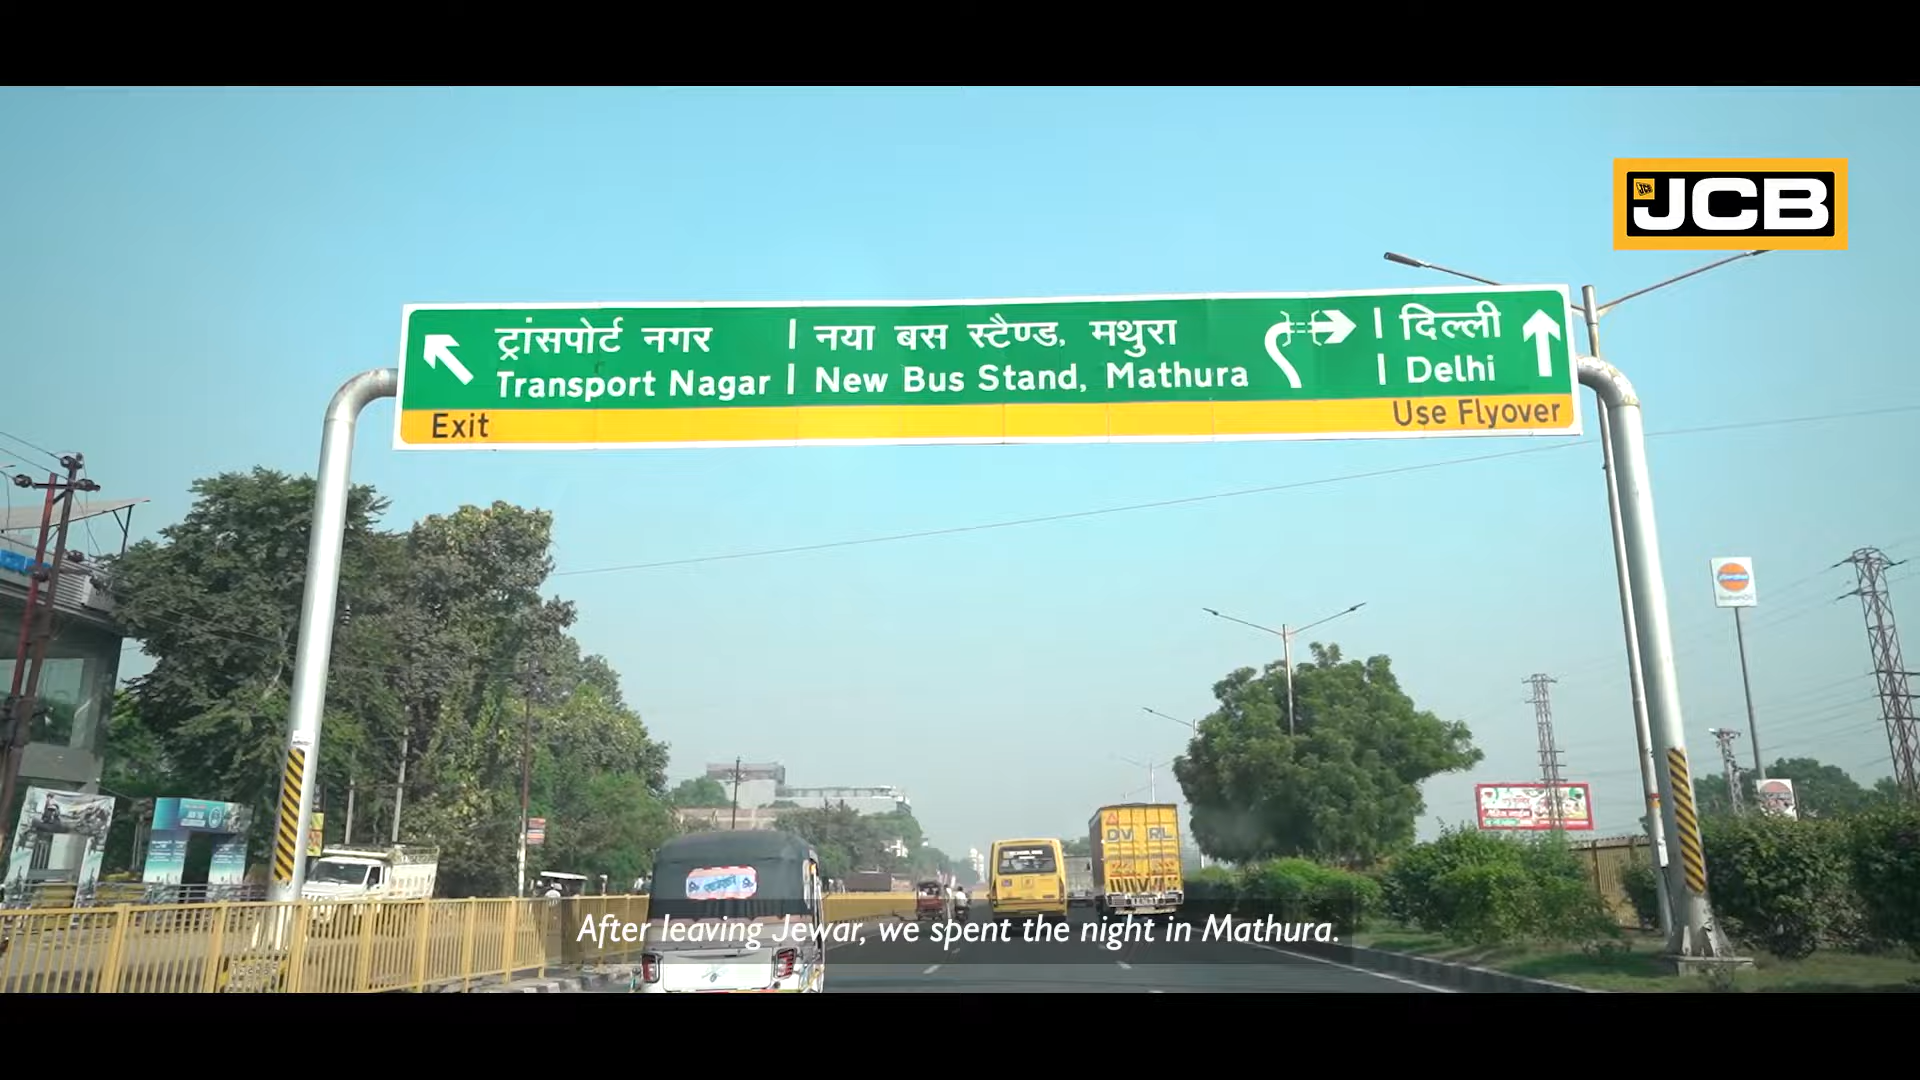 JCB
ट्रांसपोर्ट नगर | नया बस स्टैण्ड, मथुरा | दिल्ली
Transport Nagar | New Bus Stand, Mathura | Delhi
Exit Use Flyover
After leaving Jewar, we spent the night in Mathura.